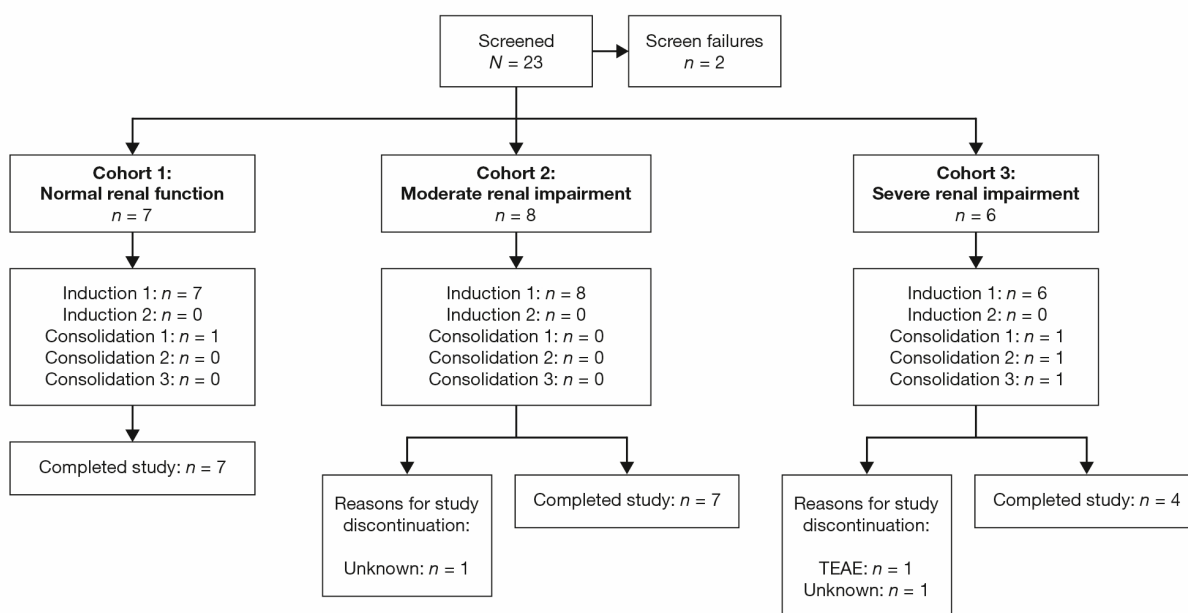 Screened
N = 23
Screen failures
n = 2
Cohort 1:
Normal renal function
n = 7
Cohort 2:
Moderate renal impairment
n = 8
Cohort 3:
Severe renal impairment
n = 6
Induction 1: n = 7
Induction 2: n = 0
Consolidation 1: n = 1
Consolidation 2: n = 0
Consolidation 3: n = 0
Induction 1: n = 8
Induction 2: n = 0
Consolidation 1: n = 0
Consolidation 2: n = 0
Consolidation 3: n = 0
Induction 1: n = 6
Induction 2: n = 0
Consolidation 1: n = 1
Consolidation 2: n = 1
Consolidation 3: n = 1
Completed study: n = 7
Reasons for study
discontinuation:
Unknown: n = 1
Completed study: n = 7
Reasons for study
discontinuation:
TEAE: n = 1
Unknown: n = 1
Completed study: n = 4